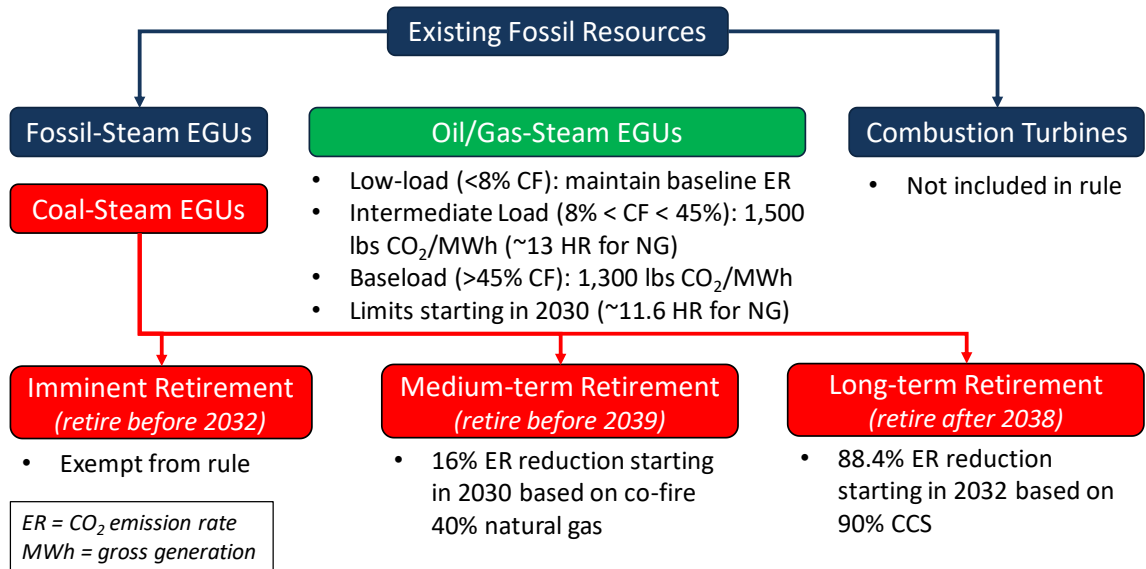 Existing Fossil Resources
Fossil-Steam EGUs
Oil/Gas-Steam EGUs
Combustion Turbines
Coal-Steam EGUs
• Low-load (<8% CF): maintain baseline ER
• Intermediate Load (8% < CF < 45%): 1,500
lbs CO₂/MWh (~13 HR for NG)
• Baseload (>45% CF): 1,300 lbs CO₂/MWh
• Limits starting in 2030 (~11.6 HR for NG)
• Not included in rule
Imminent Retirement
(retire before 2032)
• Exempt from rule
Medium-term Retirement
(retire before 2039)
• 16% ER reduction starting
in 2030 based on co-fire
40% natural gas
Long-term Retirement
(retire after 2038)
• 88.4% ER reduction
starting in 2032 based on
90% CCS
ER = CO₂ emission rate
MWh = gross generation